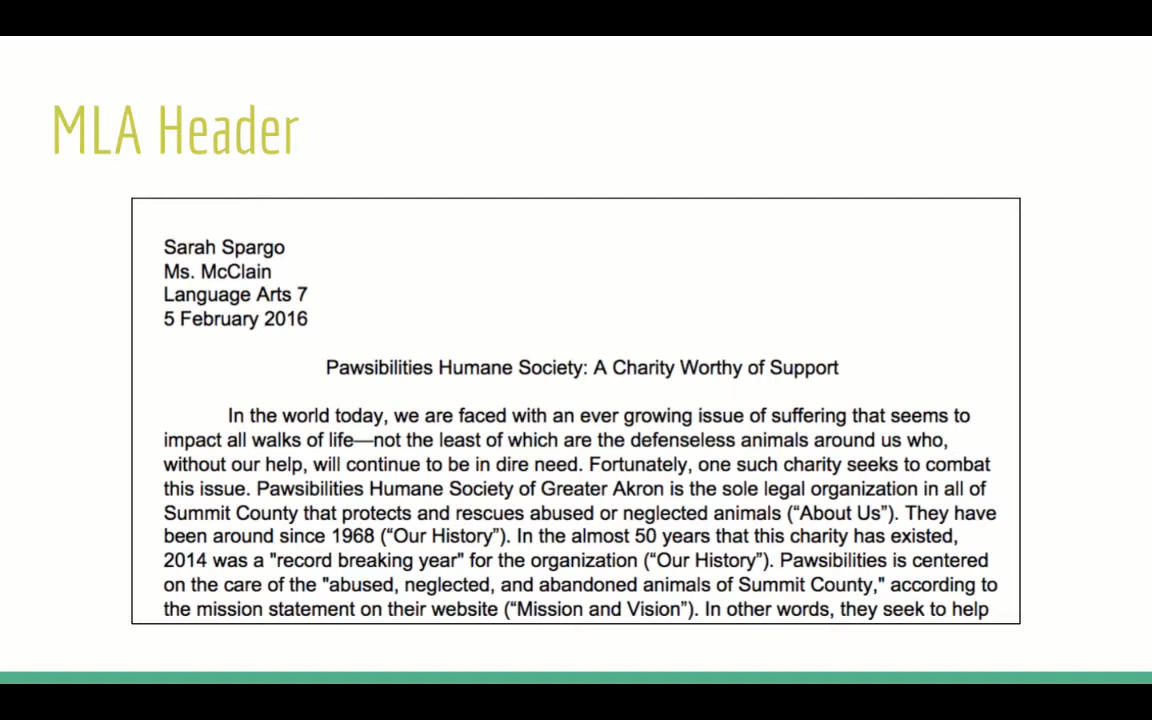 MLA Header
Sarah Spargo
Ms. McClain
Language Arts 7
5 February 2016
Pawsibilities Humane Society: A Charity Worthy of Support
In the world today, we are faced with an ever growing issue of suffering that seems to
impact all walks of life—not the least of which are the defenseless animals around us who,
without our help, will continue to be in dire need. Fortunately, one such charity seeks to combat
this issue. Pawsibilities Humane Society of Greater Akron is the sole legal organization in all of
Summit County that protects and rescues abused or neglected animals (“About Us”). They have
been around since 1968 (“Our History”). In the almost 50 years that this charity has existed,
2014 was a "record breaking year" for the organization (“Our History”). Pawsibilities is centered
on the care of the "abused, neglected, and abandoned animals of Summit County," according to
the mission statement on their website (“Mission and Vision”). In other words, they seek to help